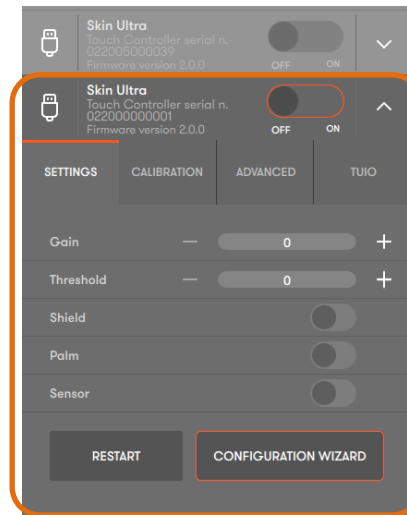 Skin Ultra
Touch Controller serial n.
022005000039
Firmware version 2.0.0
OFF ON
Skin Ultra
Touch Controller serial n.
022000000001
Firmware version 2.0.0
OFF ON
SETTINGS CALIBRATION ADVANCED TUIO
Gain − 0 +
Threshold − 0 +
Shield
Palm
Sensor
RESTART CONFIGURATION WIZARD